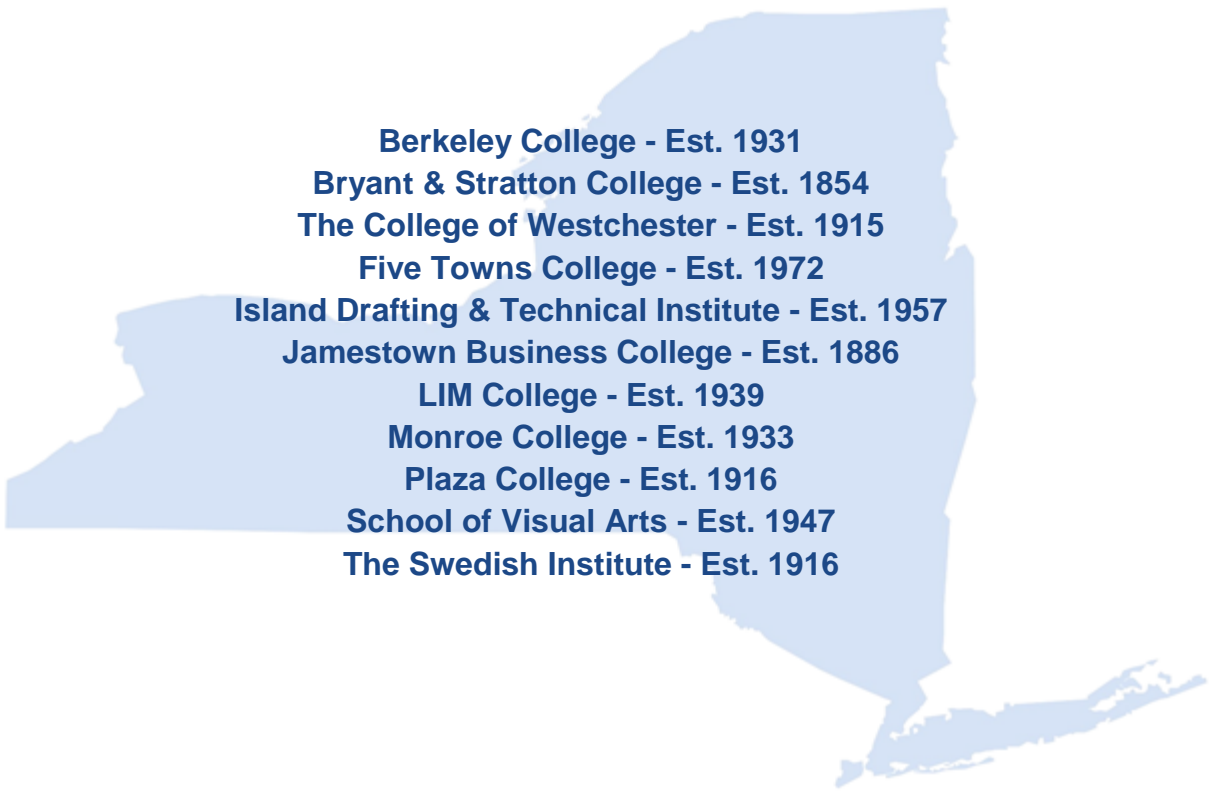 Berkeley College - Est. 1931
Bryant & Stratton College - Est. 1854
The College of Westchester - Est. 1915
Five Towns College - Est. 1972
Island Drafting & Technical Institute - Est. 1957
Jamestown Business College - Est. 1886
LIM College - Est. 1939
Monroe College - Est. 1933
Plaza College - Est. 1916
School of Visual Arts - Est. 1947
The Swedish Institute - Est. 1916